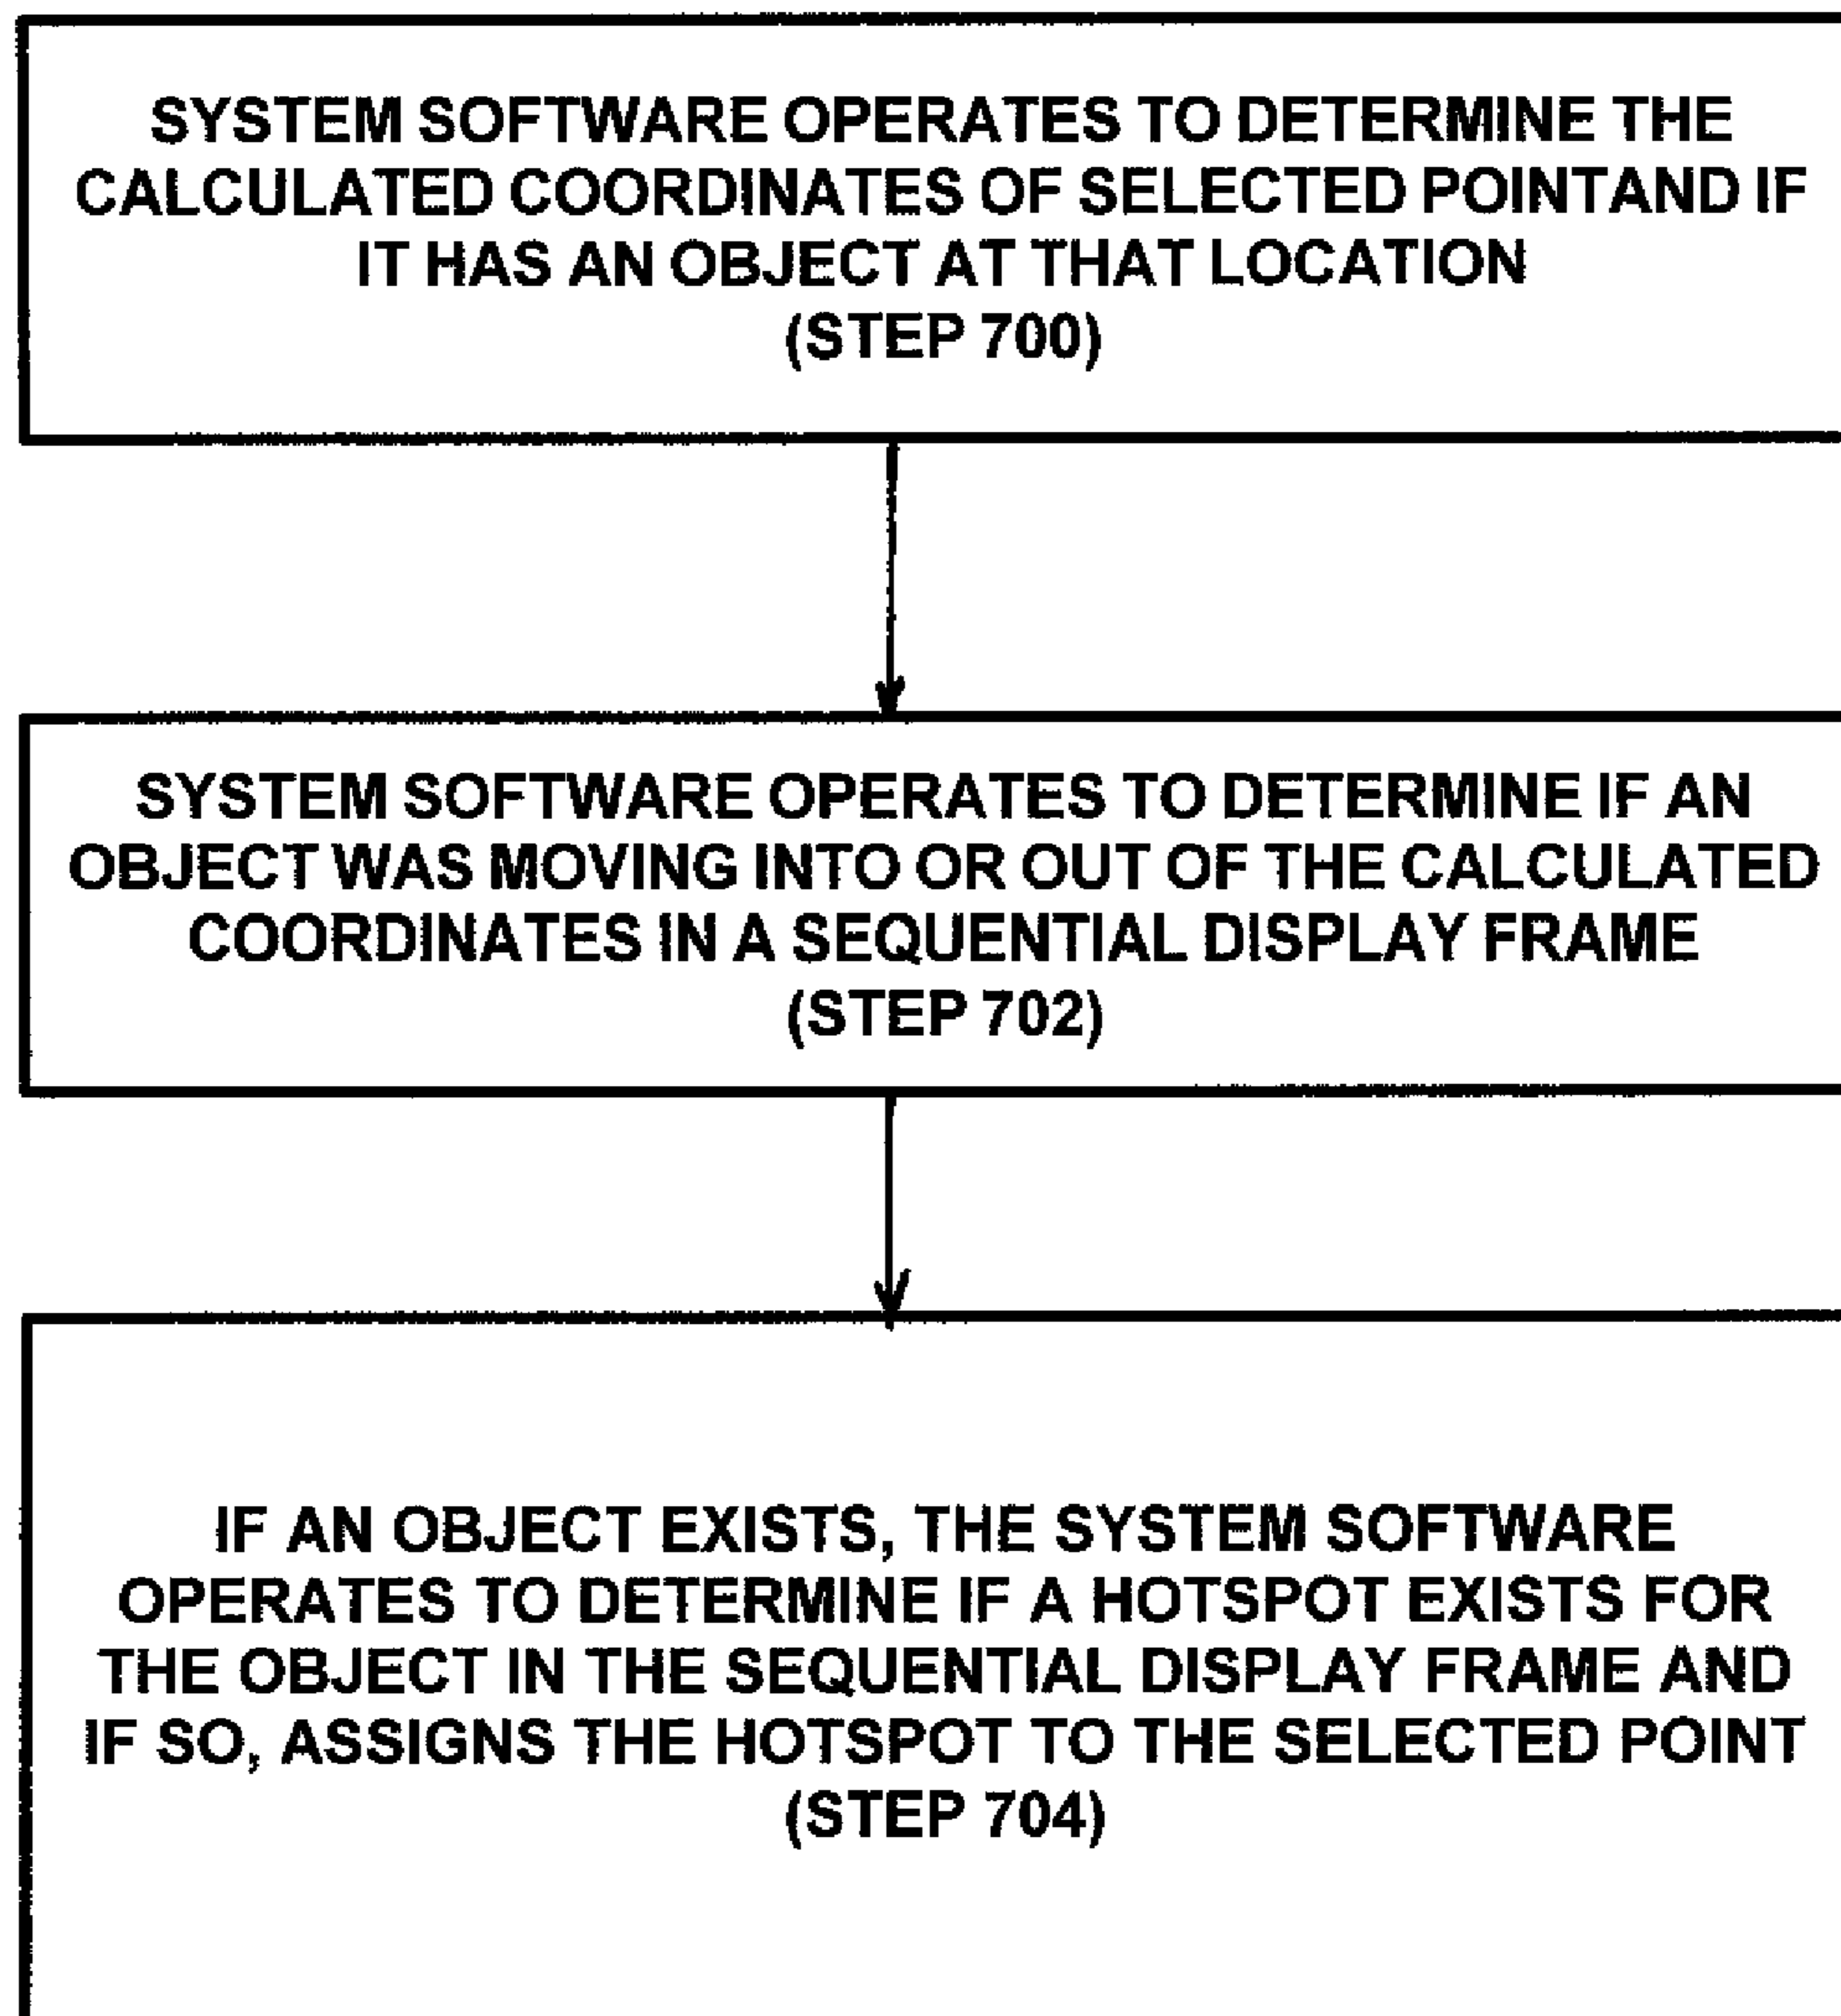 SYSTEM SOFTWARE OPERATES TO DETERMINE THE
CALCULATED COORDINATES OF SELECTED POINTAND IF
IT HAS AN OBJECT AT THAT LOCATION
(STEP 700)
SYSTEM SOFTWARE OPERATES TO DETERMINE IF AN
OBJECT WAS MOVING INTO OR OUT OF THE CALCULATED
COORDINATES IN A SEQUENTIAL DISPLAY FRAME
(STEP 702)
IF AN OBJECT EXISTS, THE SYSTEM SOFTWARE
OPERATES TO DETERMINE IF A HOTSPOT EXISTS FOR
THE OBJECT IN THE SEQUENTIAL DISPLAY FRAME AND
IF SO, ASSIGNS THE HOTSPOT TO THE SELECTED POINT
(STEP 704)